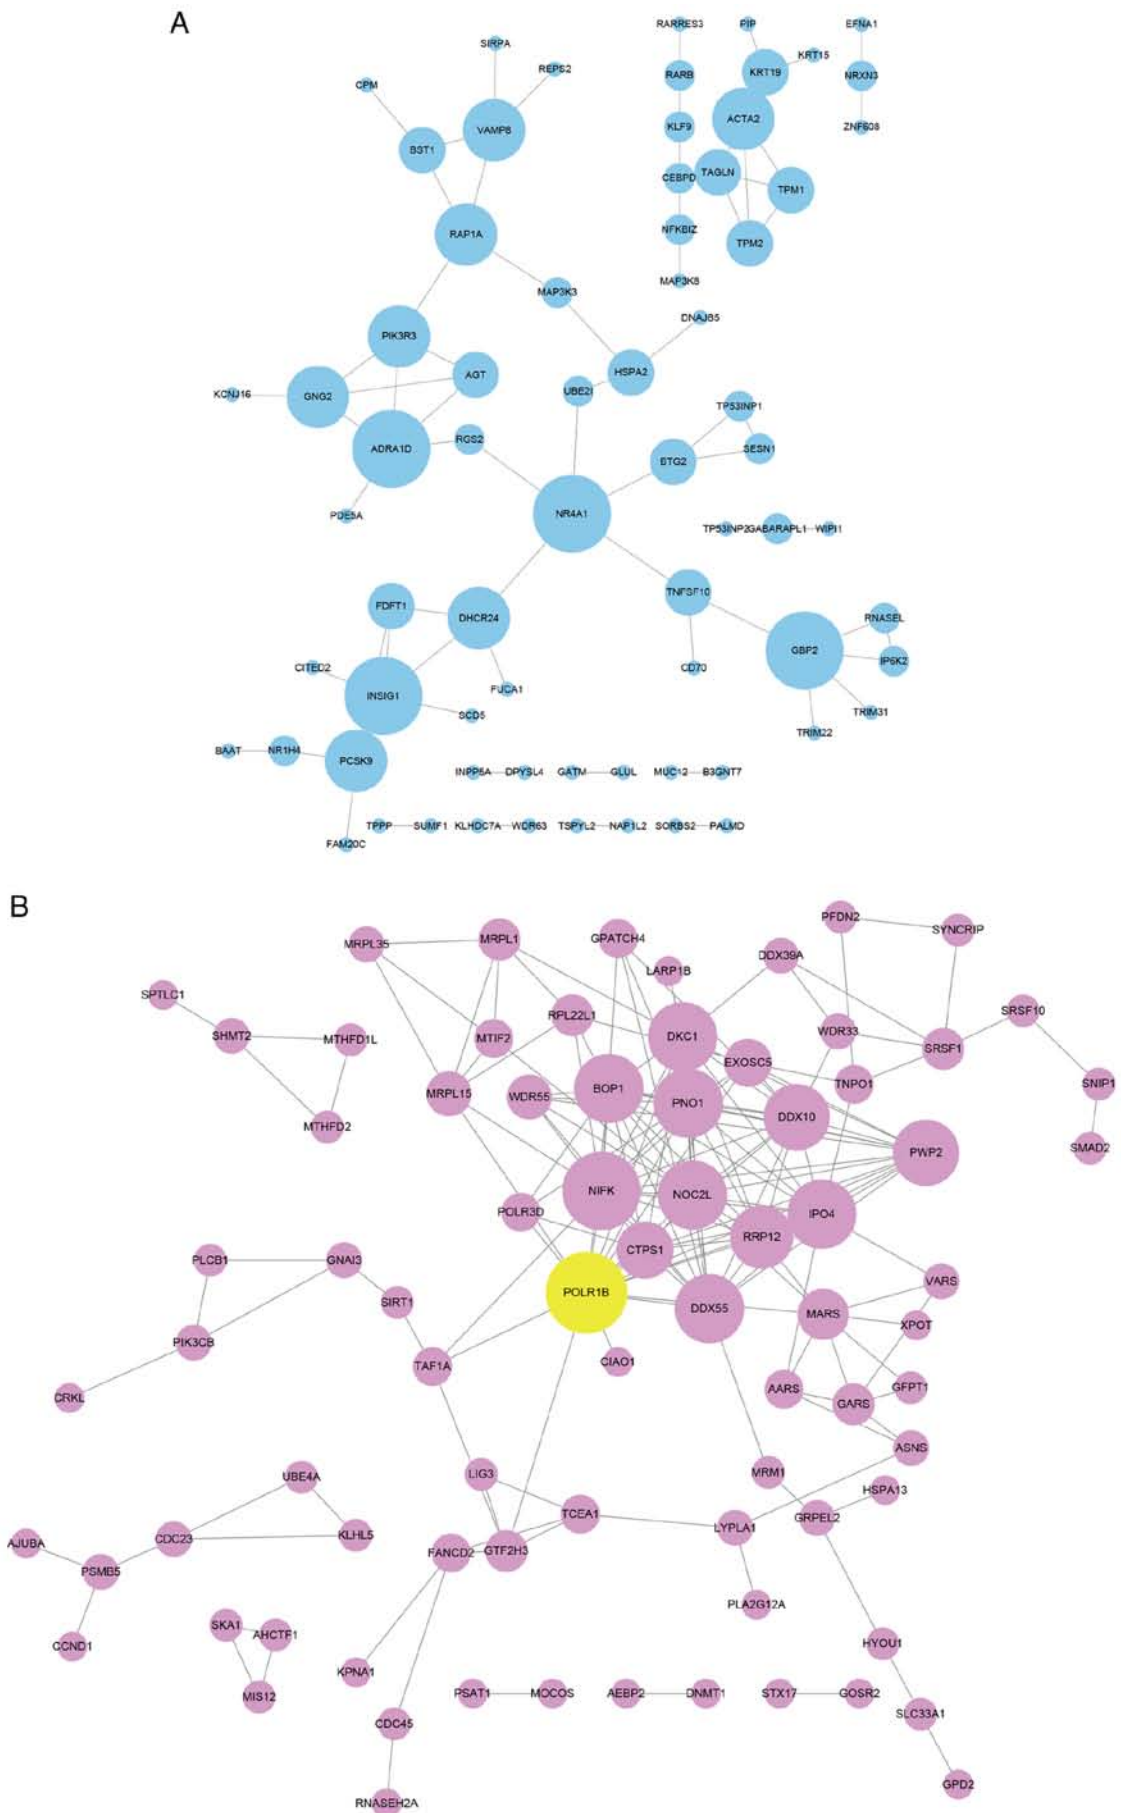 A
RARRES3
PIP
EFNA1
SIRPA
KRT15
REPS2
KRT19
RARB
NRXN3
CPM
ACTA2
KLF9
ZNF608
VAMP8
BST1
TAGLN
CEBPD
TPM1
NFKBIZ
RAP1A
TPM2
MAP3K8
MAP3K3
DNAJB5
PIK3R3
HSPA2
AGT
UBE2I
KCNJ16
GNG2
TP53INP1
RGS2
ADRA1D
SESN1
BTG2
NR4A1
PDE5A
TP53INP2
GABARAPL1
WIPI1
TNFSF10
FDFT1
DHCR24
RNASEL
GBP2
IP6K2
CITED2
CD70
FUCA1
INSIG1
SCD5
TRIM31
TRIM22
BAAT
NR1H4
PCSK9
INPP5A
DPYSL4
GATM
GLUL
MUC12
B3GNT7
TPPP
SUMF1
KLHDC7A
WDR63
TSPYL2
NAP1L2
SORBS2
PALMD
FAM20C
B
PFDN2
SYNCRIP
MRPL35
MRPL1
GPATCH4
DDX39A
LARP1B
SPTLC1
SRSF10
RPL22L1
WDR33
SHMT2
MTHFD1L
MTIF2
DKC1
SRSF1
EXOSC5
TNPO1
SNIP1
MRPL15
WDR55
BOP1
PNO1
DDX10
MTHFD2
SMAD2
PWP2
NIFK
NOC2L
POLR3D
IPO4
RRP12
CTPS1
PLCB1
GNAI3
VARS
POLR1B
SIRT1
DDX55
MARS
XPOT
PIK3CB
CIAO1
TAF1A
AARS
GFPT1
CRKL
GARS
ASNS
LIG3
MRM1
UBE4A
HSPA13
TCEA1
GRPEL2
LYPLA1
KLHL5
CDC23
AJUBA
FANCD2
GTF2H3
PSMB5
PLA2G12A
SKA1
AHCTF1
CCND1
HYOU1
KPNA1
MIS12
PSAT1
MOCOS
AEBP2
DNMT1
STX17
GOSR2
SLC33A1
CDC45
GPD2
RNASEH2A